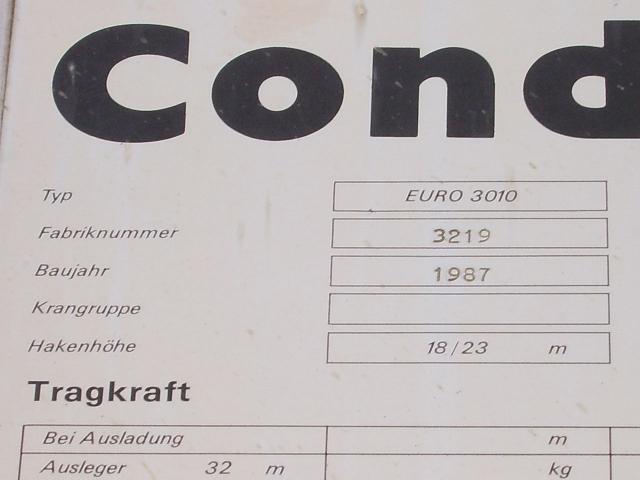 Cond
Typ EURO 3010
Fabriknummer 3219
Baujahr 1987
Krangruppe
Hakenhöhe 18/23 m
Tragkraft
Bei Ausladung m
Ausleger 32 m kg